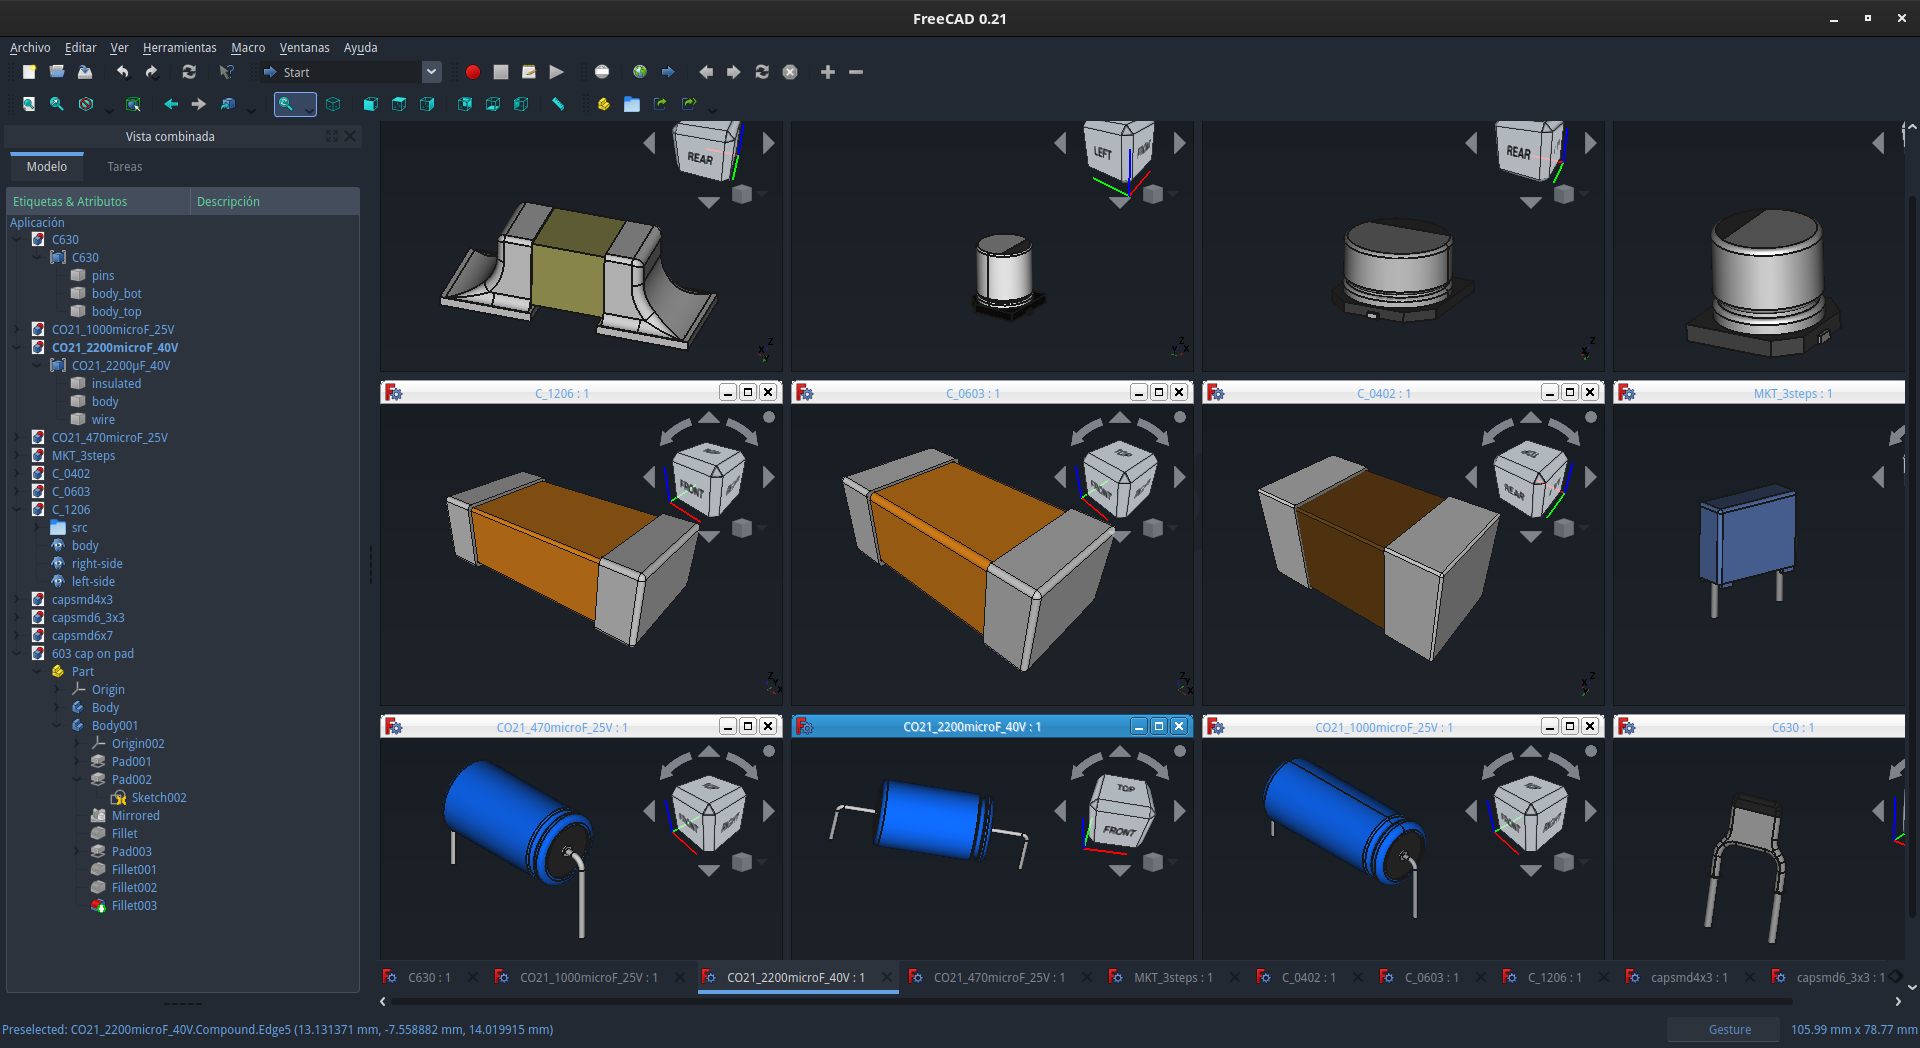 FreeCAD 0.21
Archivo Editar Ver Herramientas Macro Ventanas Ayuda
Start
Vista combinada
Modelo Tareas
Etiquetas & Atributos Descripción
Aplicación
C630
C630
pins
body_bot
body_top
CO21_1000microF_25V
CO21_2200microF_40V
CO21_2200µF_40V
insulated
body
wire
CO21_470microF_25V
MKT_3steps
C_0402
C_0603
C_1206
src
body
right-side
left-side
capsmd4x3
capsmd6_3x3
capsmd6x7
603 cap on pad
Part
Origin
Body
Body001
Origin002
Pad001
Pad002
Sketch002
Mirrored
Fillet
Pad003
Fillet001
Fillet002
Fillet003
REAR
LEFT FRONT
REAR
Z
X
Y
Z
Y X
Z
X
Y
C_1206 : 1
C_0603 : 1
C_0402 : 1
MKT_3steps : 1
FRONT
TOP
FRONT
REAR
CO21_470microF_25V : 1
CO21_2200microF_40V : 1
CO21_1000microF_25V : 1
C630 : 1
FRONT RIGHT
TOP
FRONT
FRONT RIGHT
C630 : 1 CO21_1000microF_25V : 1 CO21_2200microF_40V : 1 CO21_470microF_25V : 1 MKT_3steps : 1 C_0402 : 1 C_0603 : 1 C_1206 : 1 capsmd4x3 : 1 capsmd6_3x3 : 1
Preselected: CO21_2200microF_40V.Compound.Edge5 (13.131371 mm, -7.558882 mm, 14.019915 mm)
Gesture
105.99 mm x 78.77 mm